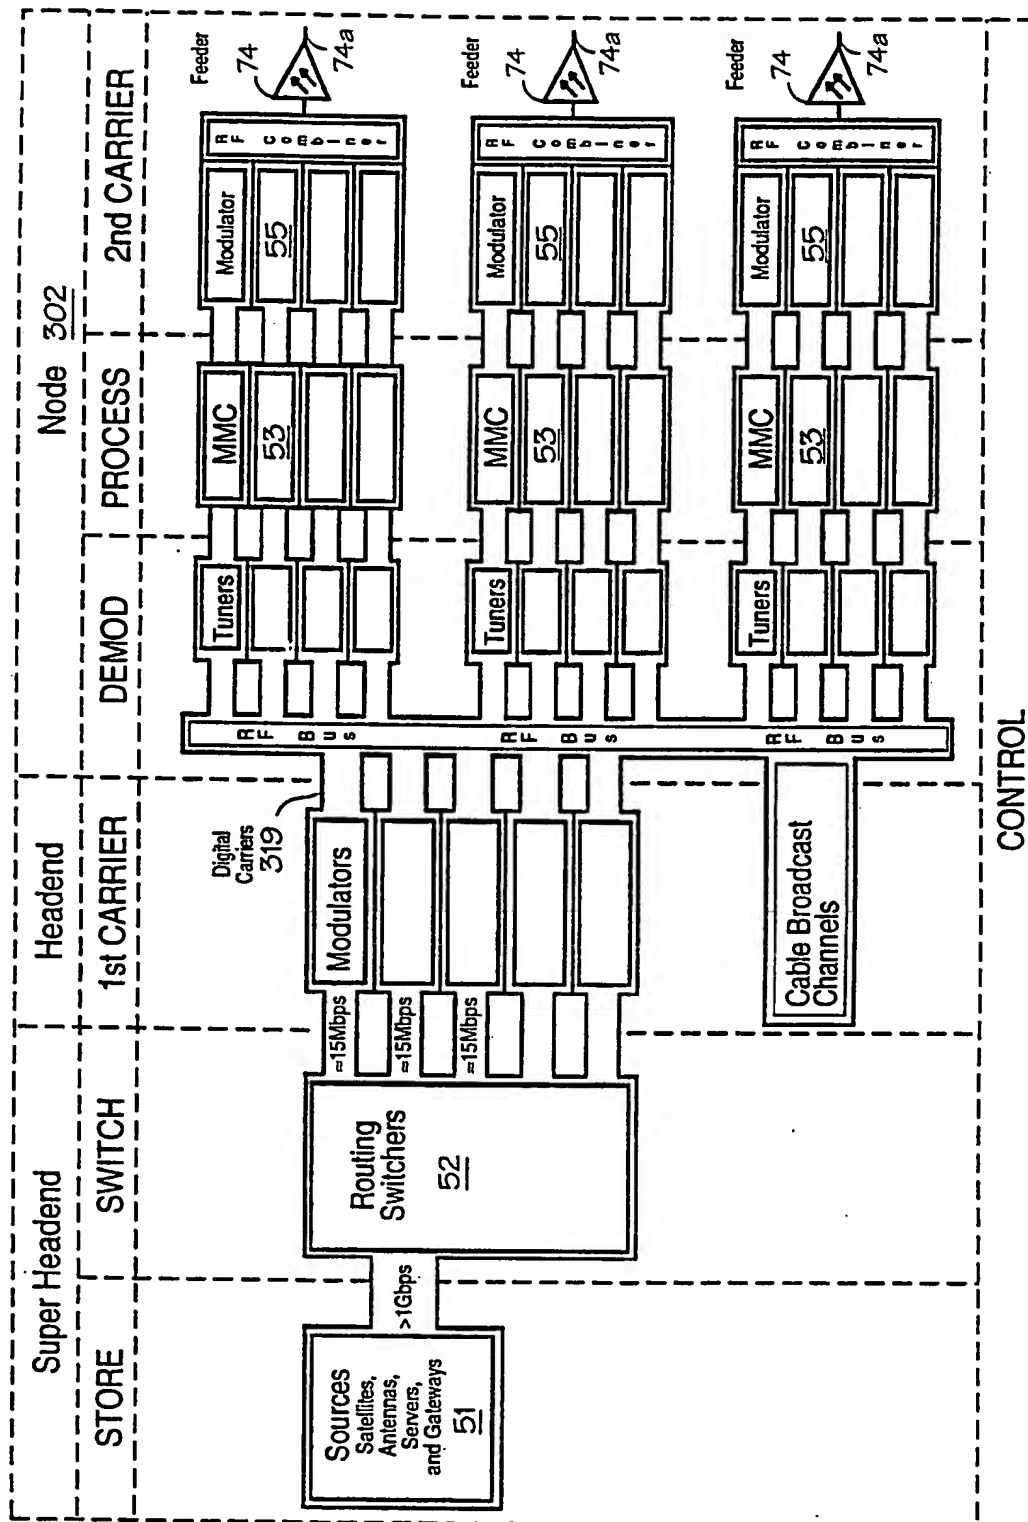 Super Headend
Headend
Node 302
STORE
SWITCH
1st CARRIER
DEMOD
PROCESS
2nd CARRIER
Sources
Satellites,
Antennas,
Servers,
and Gateways
51
>1Gbps
Routing
Switchers
52
≈15Mbps
≈15Mbps
≈15Mbps
Modulators
Digital
Carriers
319
Cable Broadcast
Channels
RF Bus
RF Bus
RF Bus
Tuners
MMC
53
Modulator
55
RF Combiner
Feeder
74
74a
Tuners
MMC
53
Modulator
55
RF Combiner
Feeder
74
74a
Tuners
MMC
53
Modulator
55
RF Combiner
Feeder
74
74a
CONTROL